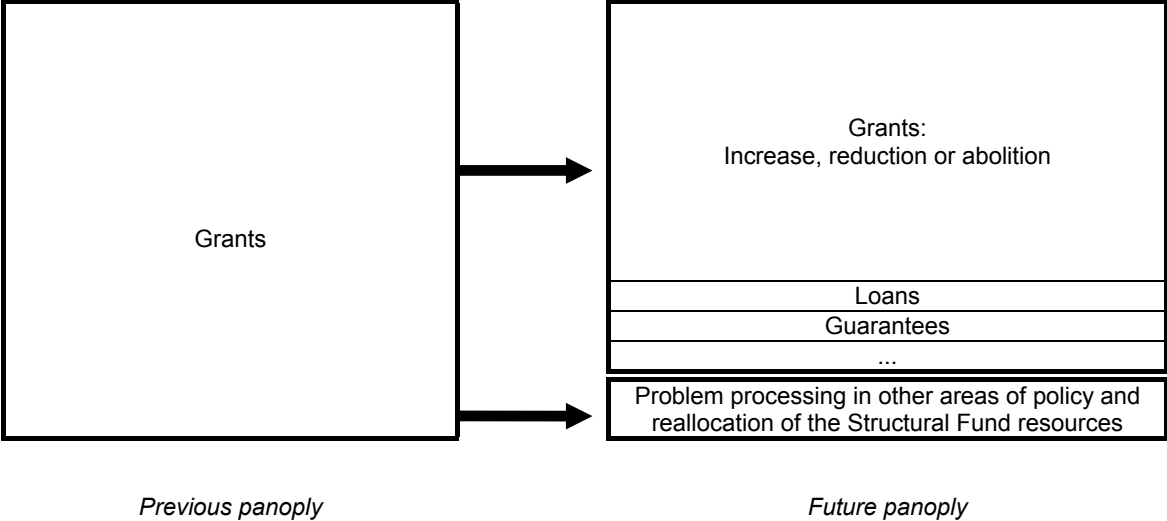 Grants
Grants:
Increase, reduction or abolition
Loans
Guarantees
...
Problem processing in other areas of policy and
reallocation of the Structural Fund resources
Previous panoply
Future panoply